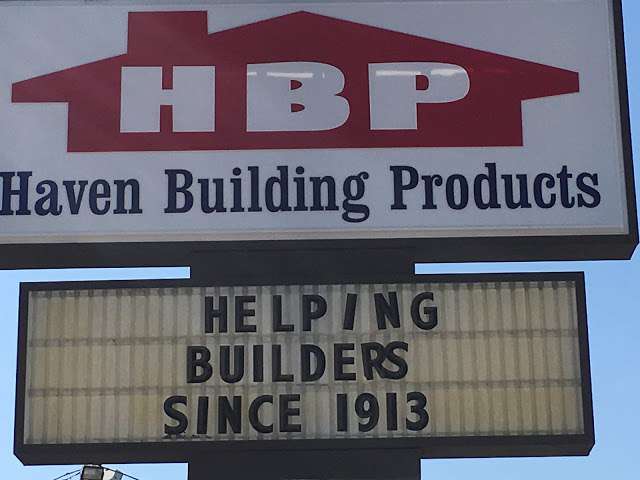 HBP
Haven Building Products
HELPING
BUILDERS
SINCE 1913